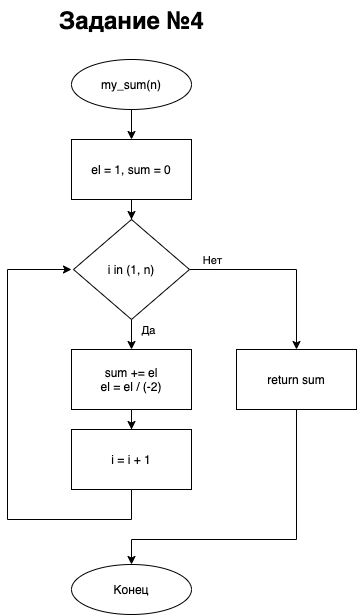 Задание №4
my_sum(n)
el = 1, sum = 0
i in (1, n)
Нет
Да
sum += el
el = el / (-2)
return sum
i = i + 1
Конец